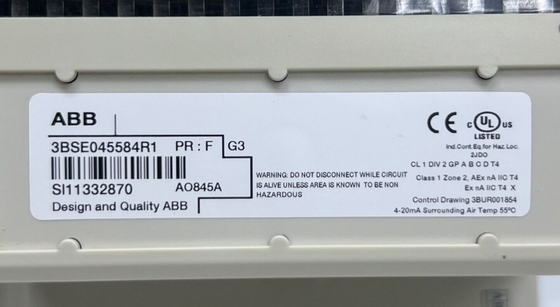 ABB
3BSE045584R1 PR : F G3
SI11332870 AO845A
Design and Quality ABB
WARNING: DO NOT DISCONNECT WHILE CIRCUIT
IS ALIVE UNLESS AREA IS KNOWN TO BE NON
HAZARDOUS
CE c UL US
LISTED
Ind.Cont.Eq.for Haz.Loc.
2JDO
CL 1 DIV 2 GP A B C D T4
Class 1 Zone 2, AEx nA IIC T4
Ex nA IIC T4 X
Control Drawing 3BUR001854
4-20mA Surrounding Air Temp 55ºC